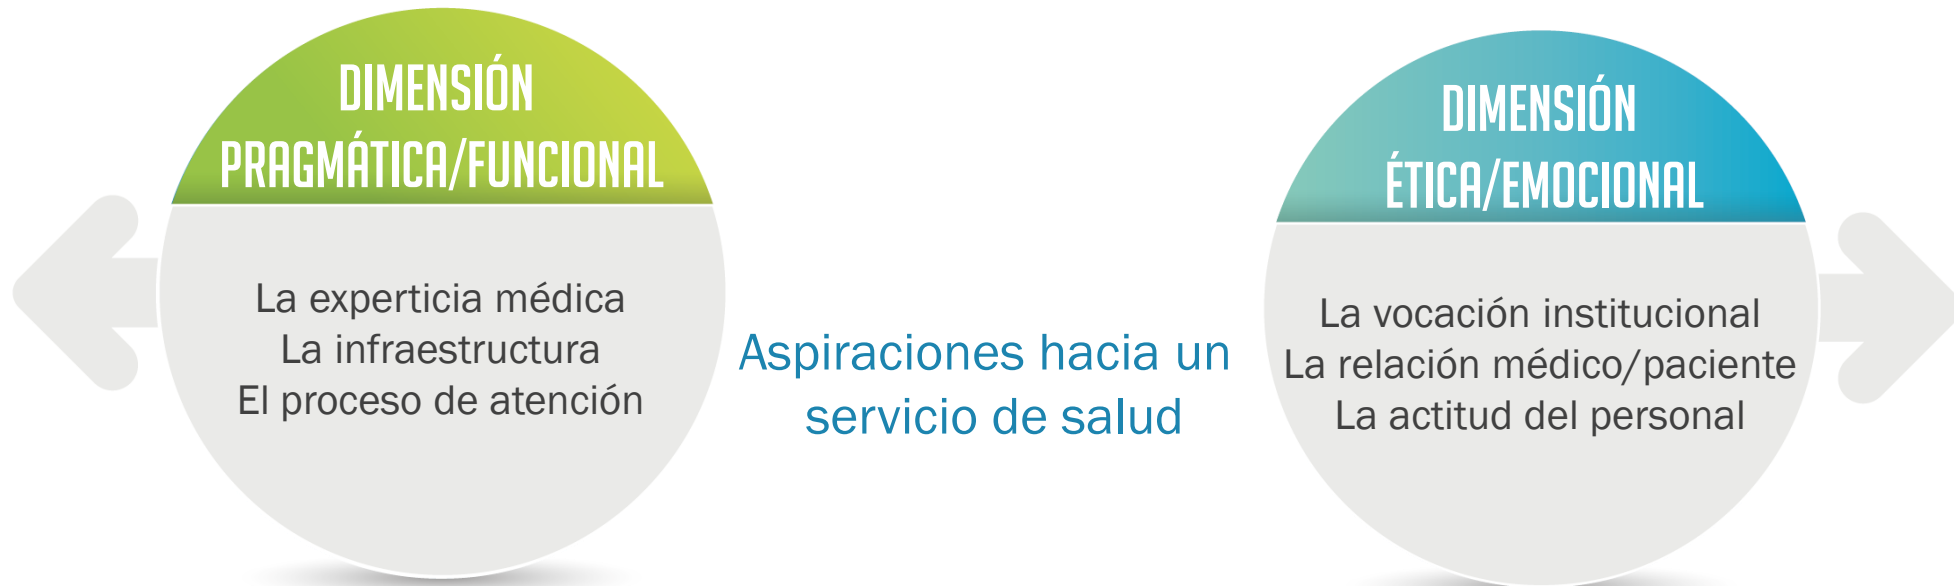 DIMENSIÓN
PRAGMÁTICA/FUNCIONAL
La experticia médica
La infraestructura
El proceso de atención
Aspiraciones hacia un
servicio de salud
DIMENSIÓN
ÉTICA/EMOCIONAL
La vocación institucional
La relación médico/paciente
La actitud del personal